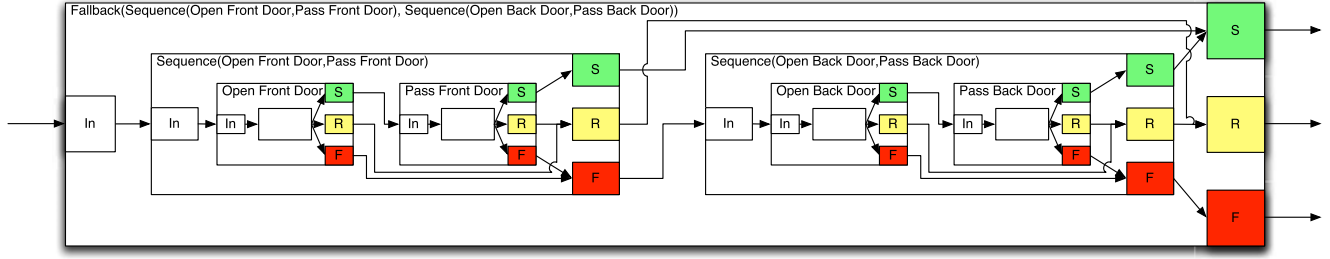 Fallback(Sequence(Open Front Door,Pass Front Door), Sequence(Open Back Door,Pass Back Door))
S
Sequence(Open Front Door,Pass Front Door)
S
Sequence(Open Back Door,Pass Back Door)
S
Open Front Door
S
Pass Front Door
S
Open Back Door
S
Pass Back Door
S
In
In
In
R
In
R
R
In
In
R
In
R
R
R
F
F
F
F
F
F
F